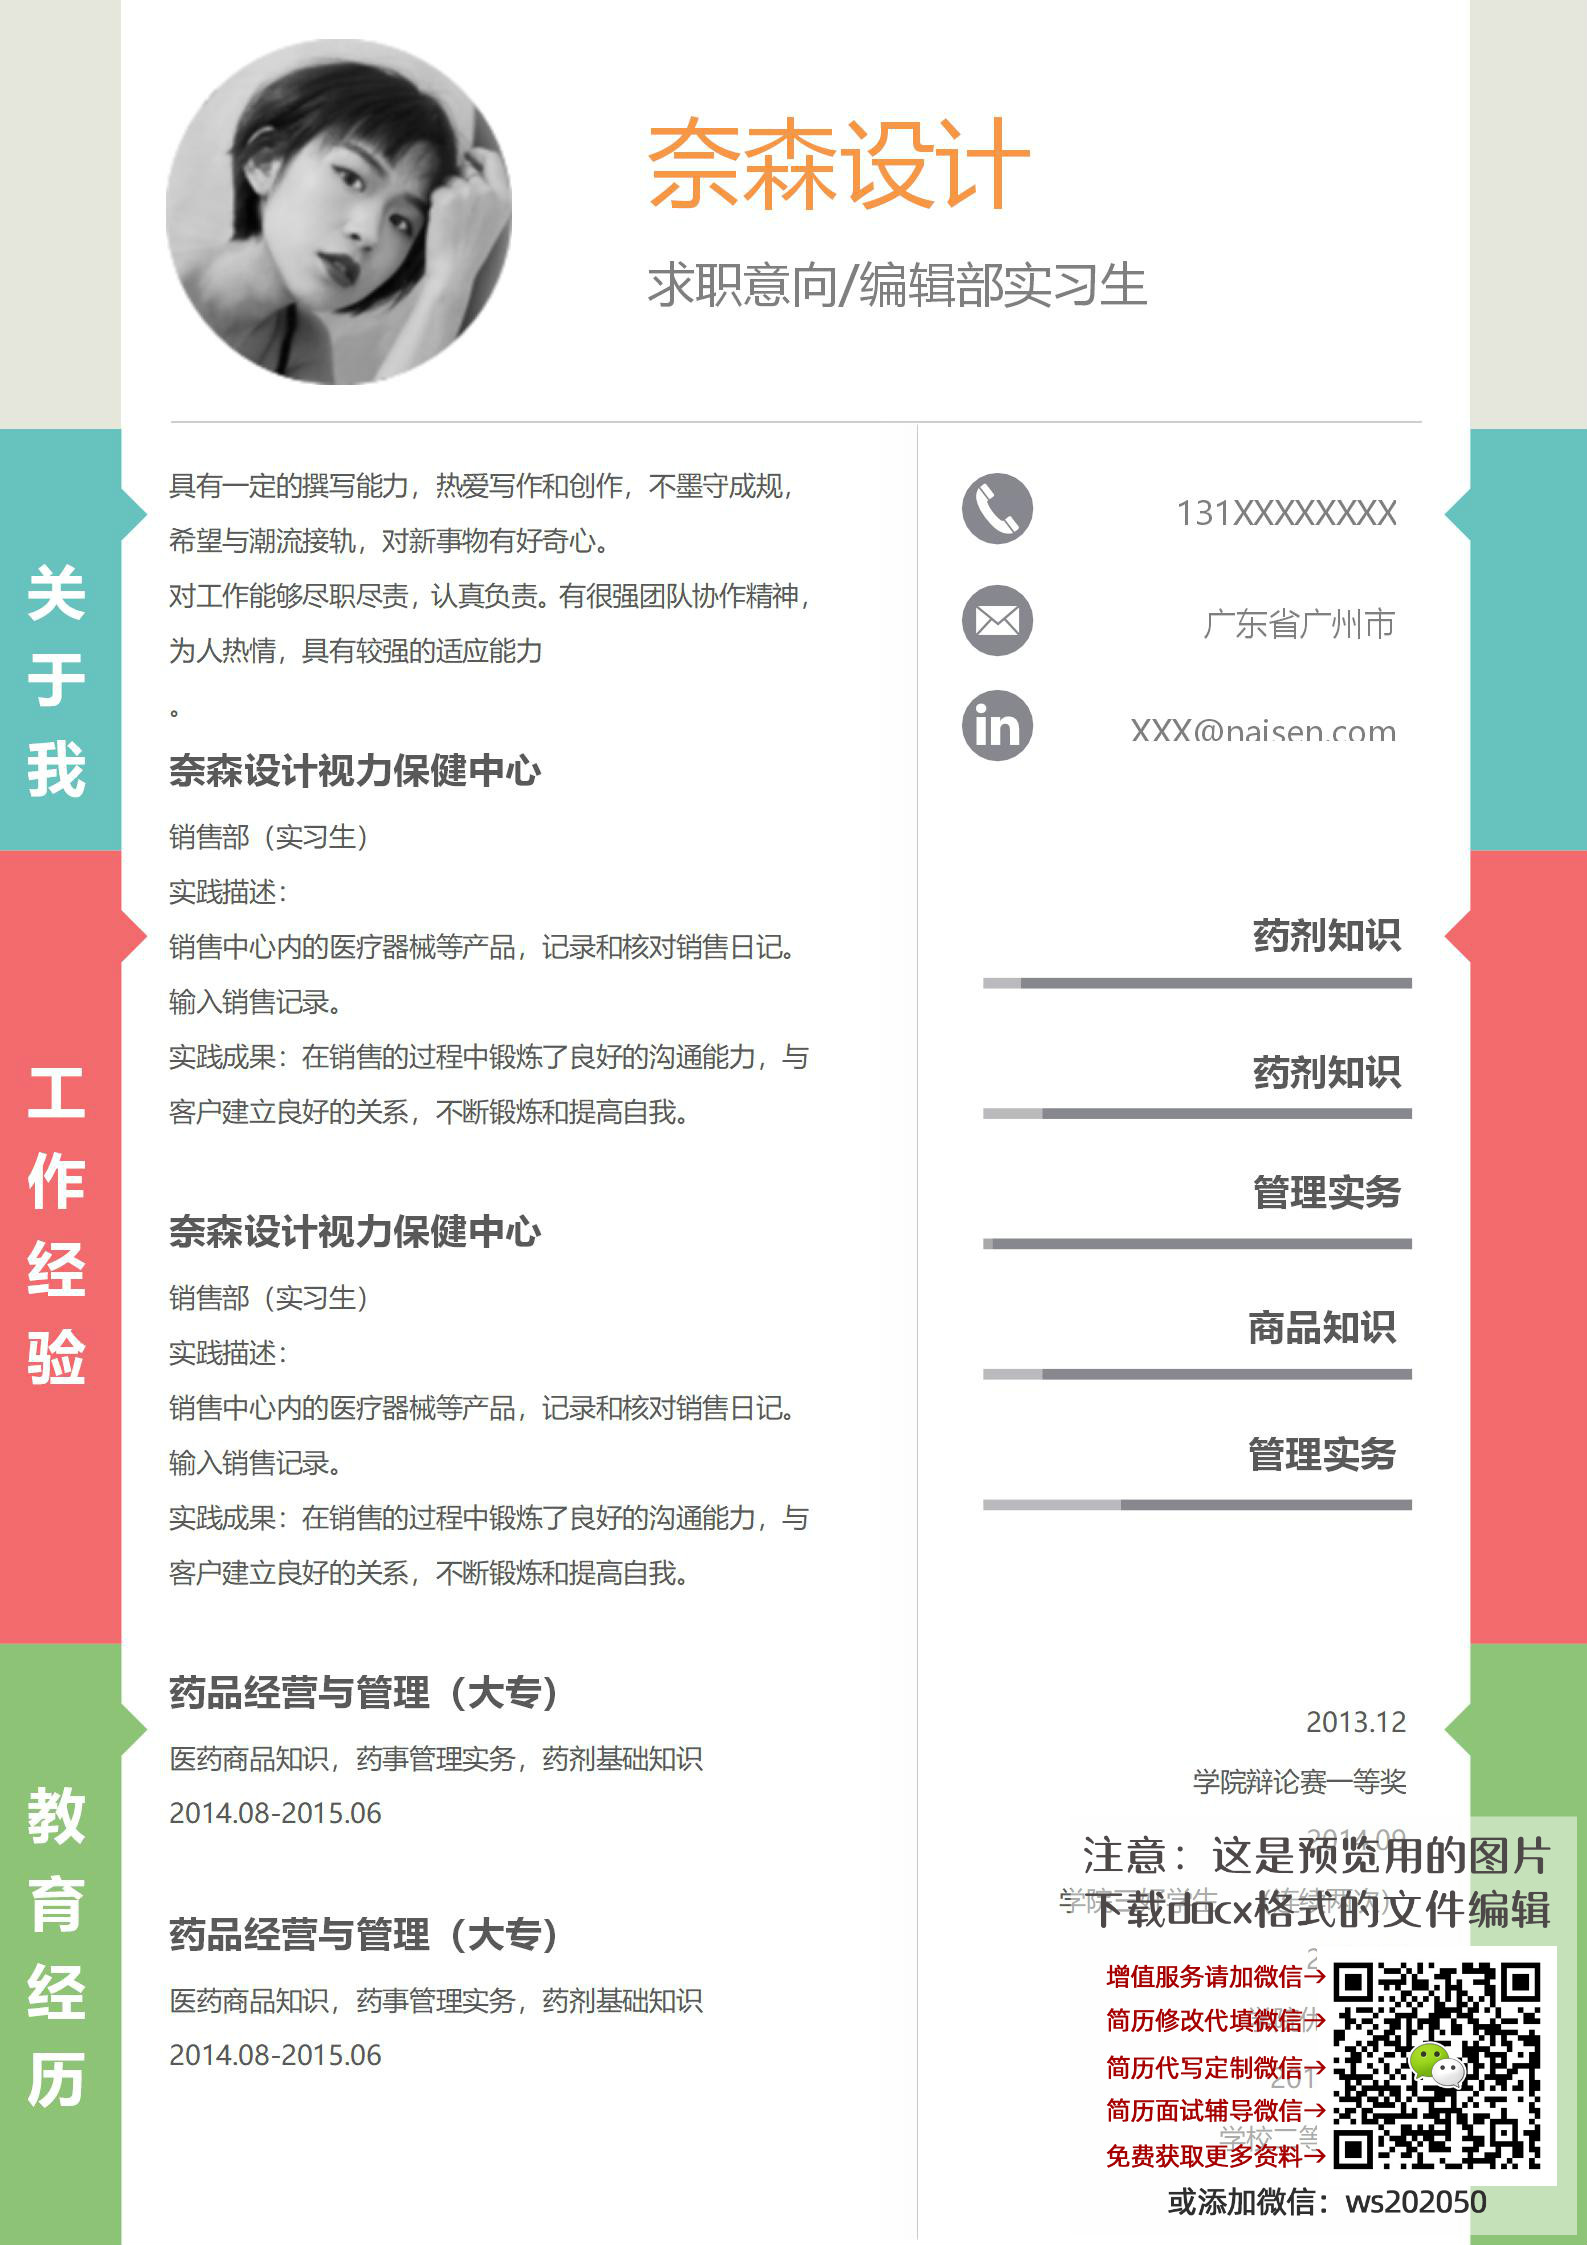 奈森设计
求职意向/编辑部实习生
关于我
具有一定的撰写能力，热爱写作和创作，不墨守成规，
希望与潮流接轨，对新事物有好奇心。
对工作能够尽职尽责，认真负责。有很强团队协作精神，
为人热情，具有较强的适应能力
。
131XXXXXXXX
广东省广州市
in
XXX@naisen.com
工作经验
奈森设计视力保健中心
销售部（实习生）
实践描述：
销售中心内的医疗器械等产品，记录和核对销售日记。
输入销售记录。
实践成果：在销售的过程中锻炼了良好的沟通能力，与
客户建立良好的关系，不断锻炼和提高自我。
奈森设计视力保健中心
销售部（实习生）
实践描述：
销售中心内的医疗器械等产品，记录和核对销售日记。
输入销售记录。
实践成果：在销售的过程中锻炼了良好的沟通能力，与
客户建立良好的关系，不断锻炼和提高自我。
药剂知识
药剂知识
管理实务
商品知识
管理实务
教育经历
药品经营与管理（大专）
医药商品知识，药事管理实务，药剂基础知识
2014.08-2015.06
药品经营与管理（大专）
医药商品知识，药事管理实务，药剂基础知识
2014.08-2015.06
2013.12
学院辩论赛一等奖
2014.09
学院三好学生 （连续两次）
注意：这是预览用的图片
下载docx格式的文件编辑
增值服务请加微信→
简历修改代填微信→
简历代写定制微信→
简历面试辅导微信→
免费获取更多资料→
或添加微信：ws202050